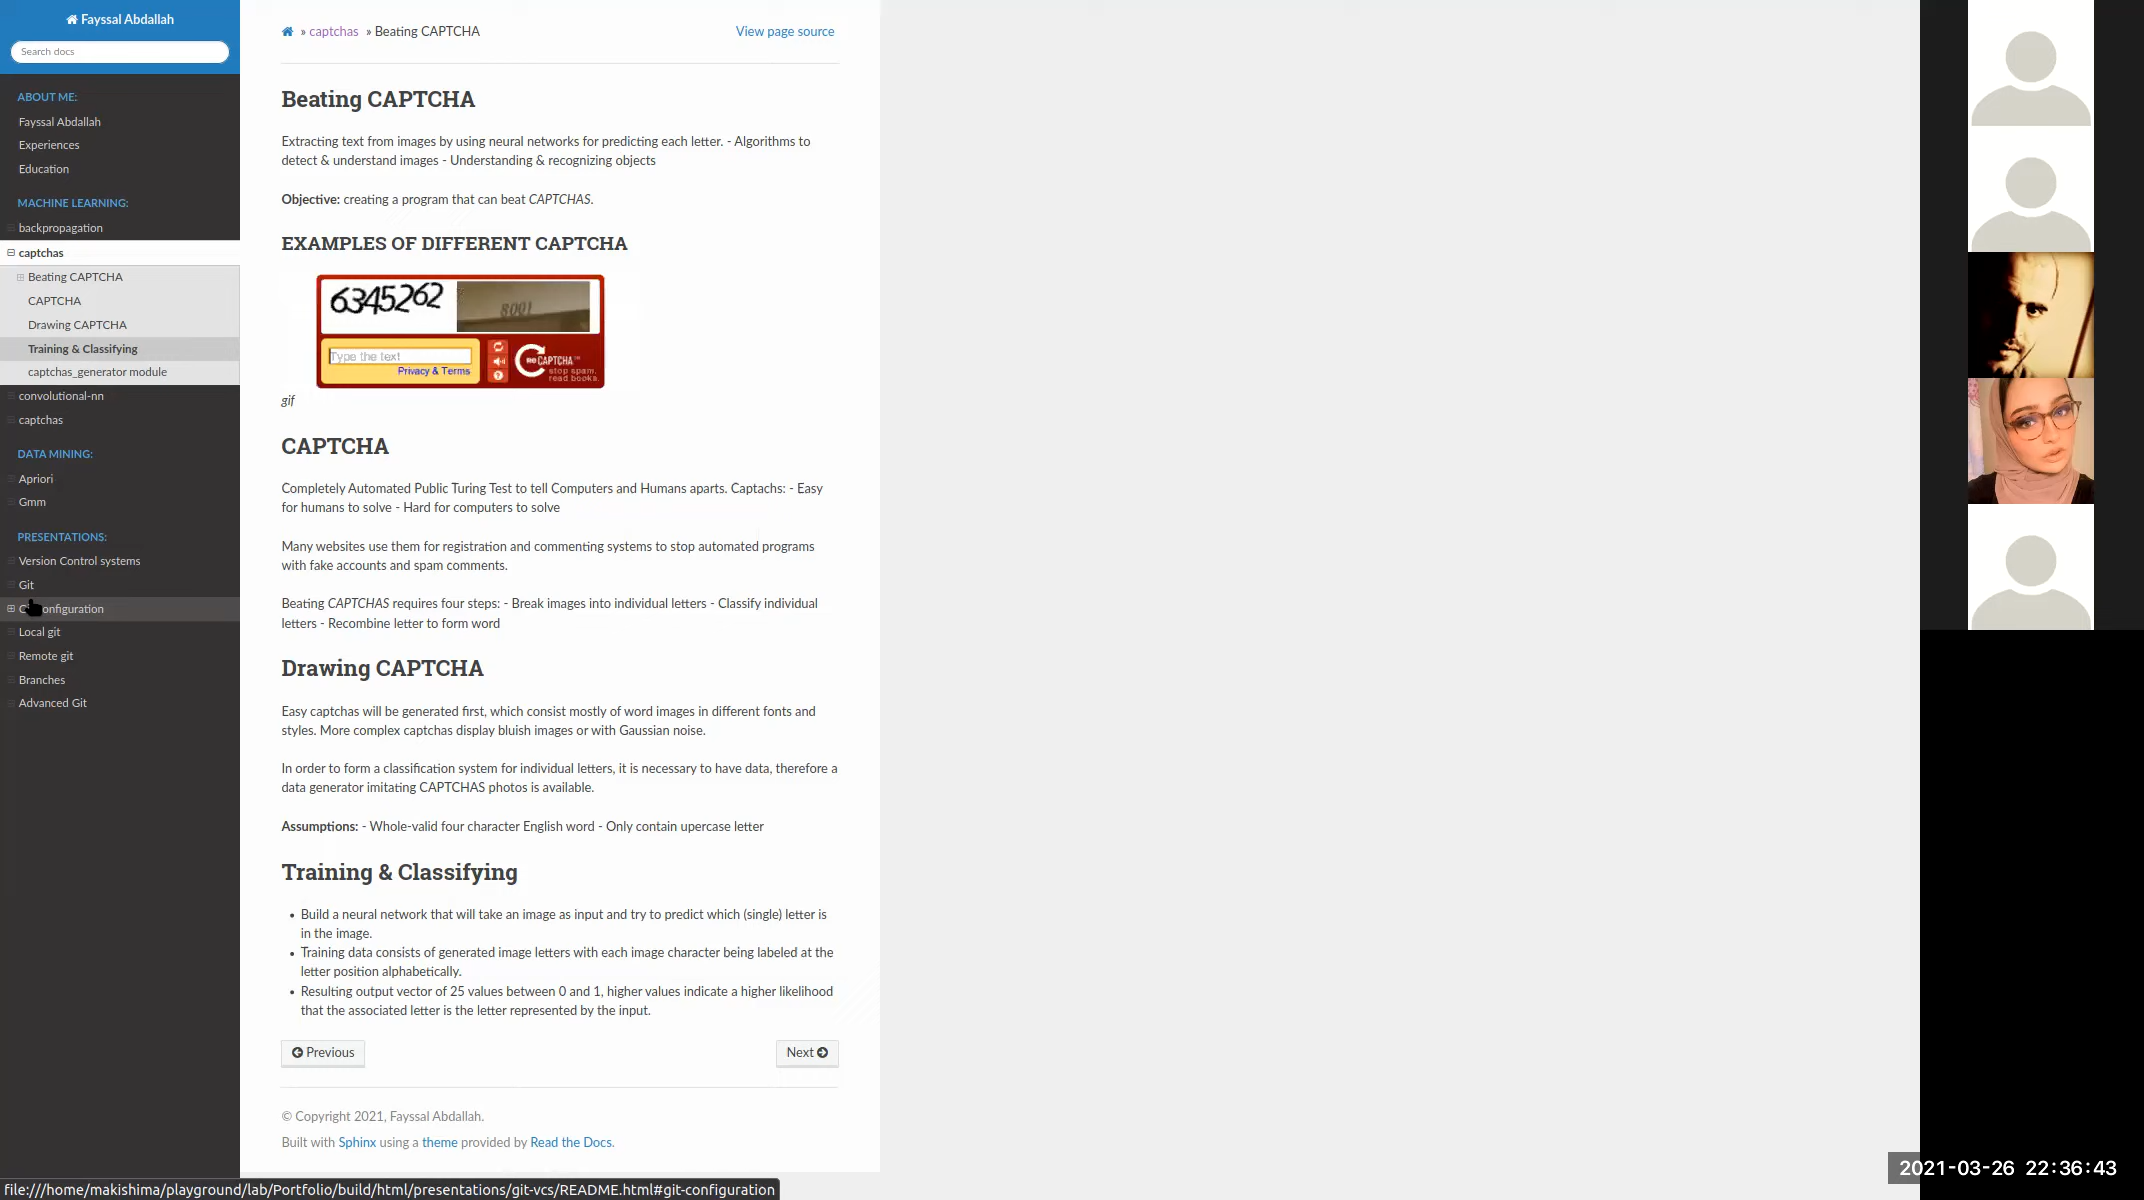 Fayssal Abdallah
Search docs
ABOUT ME:
Fayssal Abdallah
Experiences
Education
MACHINE LEARNING:
backpropagation
captchas
Beating CAPTCHA
CAPTCHA
Drawing CAPTCHA
Training & Classifying
captchas_generator module
convolutional-nn
captchas
DATA MINING:
Apriori
Gmm
PRESENTATIONS:
Version Control systems
Git
onfiguration
Local git
Remote git
Branches
Advanced Git
» captchas » Beating CAPTCHA
View page source
Beating CAPTCHA
Extracting text from images by using neural networks for predicting each letter. - Algorithms to
detect & understand images - Understanding & recognizing objects
Objective: creating a program that can beat CAPTCHAS.
EXAMPLES OF DIFFERENT CAPTCHA
6345262
8001
Type the text
Privacy & Terms
reCAPTCHA™
stop spam.
read books.
gif
CAPTCHA
Completely Automated Public Turing Test to tell Computers and Humans aparts. Captachs: - Easy
for humans to solve - Hard for computers to solve
Many websites use them for registration and commenting systems to stop automated programs
with fake accounts and spam comments.
Beating CAPTCHAS requires four steps: - Break images into individual letters - Classify individual
letters - Recombine letter to form word
Drawing CAPTCHA
Easy captchas will be generated first, which consist mostly of word images in different fonts and
styles. More complex captchas display bluish images or with Gaussian noise.
In order to form a classification system for individual letters, it is necessary to have data, therefore a
data generator imitating CAPTCHAS photos is available.
Assumptions: - Whole-valid four character English word - Only contain upercase letter
Training & Classifying
• Build a neural network that will take an image as input and try to predict which (single) letter is
in the image.
• Training data consists of generated image letters with each image character being labeled at the
letter position alphabetically.
• Resulting output vector of 25 values between 0 and 1, higher values indicate a higher likelihood
that the associated letter is the letter represented by the input.
Previous
Next
© Copyright 2021, Fayssal Abdallah.
Built with Sphinx using a theme provided by Read the Docs.
file:///home/makishima/playground/lab/Portfolio/build/html/presentations/git-vcs/README.html#git-configuration
2021-03-26 22:36:43